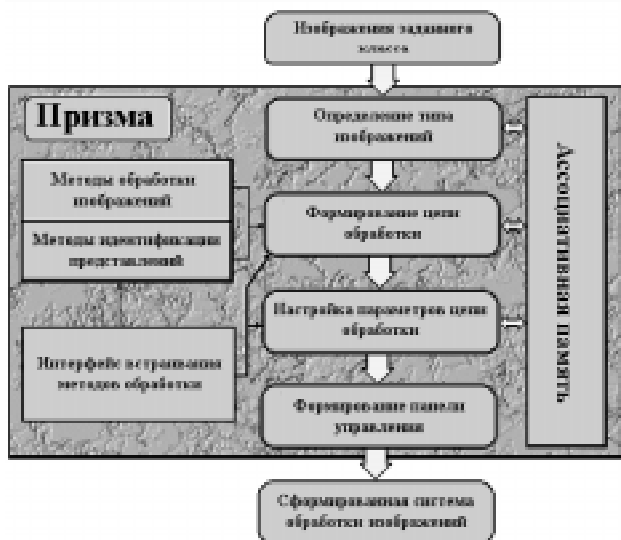 Изображения заданного
класса
Призма
Определение типа
изображений
Методы обработки
изображений
Методы идентификации
представлений
Формирование цепи
обработки
Настройка параметров цепи
обработки
Интерфейс встраивания
методов обработки
Формирование панели
управления
Ассоциативная память
Сформированная система
обработки изображений